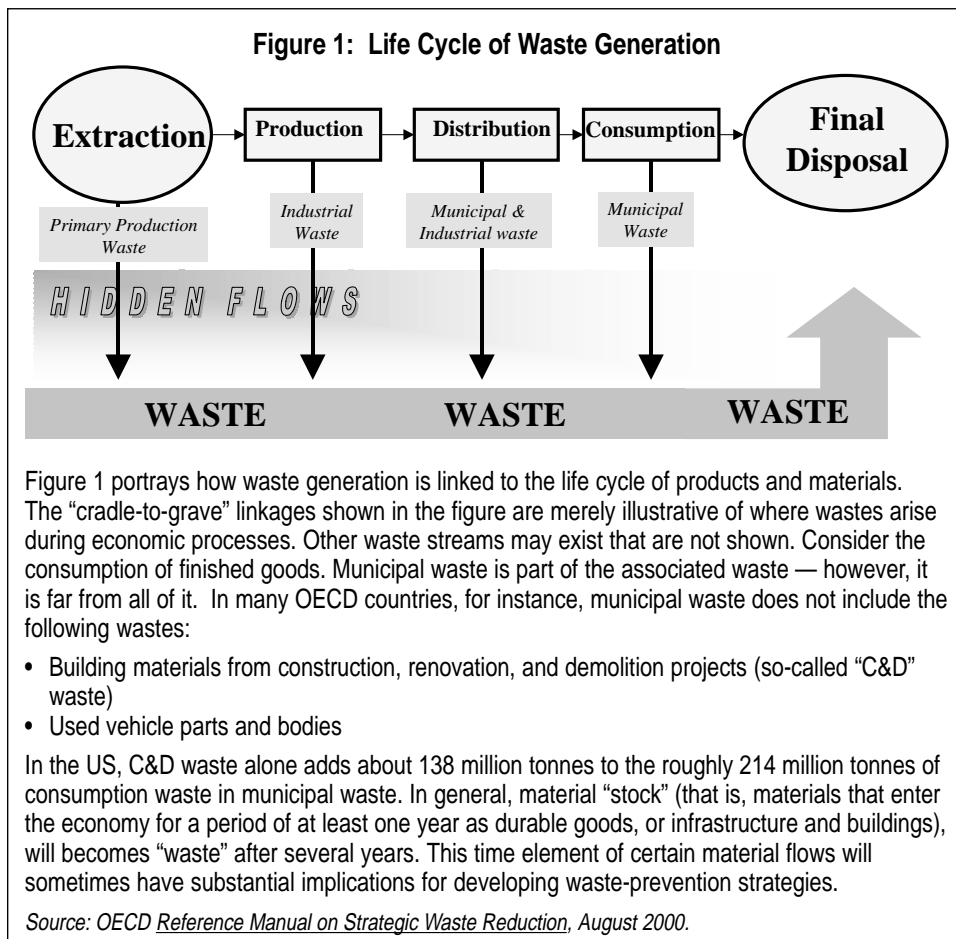 Figure 1: Life Cycle of Waste Generation
Extraction
Production
Distribution
Consumption
Final
Disposal
Primary Production
Waste
Industrial
Waste
Municipal &
Industrial waste
Municipal
Waste
HIDDEN FLOWS
WASTE WASTE WASTE
Figure 1 portrays how waste generation is linked to the life cycle of products and materials.
The “cradle-to-grave” linkages shown in the figure are merely illustrative of where wastes arise
during economic processes. Other waste streams may exist that are not shown. Consider the
consumption of finished goods. Municipal waste is part of the associated waste — however, it
is far from all of it. In many OECD countries, for instance, municipal waste does not include the
following wastes:
• Building materials from construction, renovation, and demolition projects (so-called “C&D”
waste)
• Used vehicle parts and bodies
In the US, C&D waste alone adds about 138 million tonnes to the roughly 214 million tonnes of
consumption waste in municipal waste. In general, material “stock” (that is, materials that enter
the economy for a period of at least one year as durable goods, or infrastructure and buildings),
will becomes “waste” after several years. This time element of certain material flows will
sometimes have substantial implications for developing waste-prevention strategies.
Source: OECD Reference Manual on Strategic Waste Reduction, August 2000.